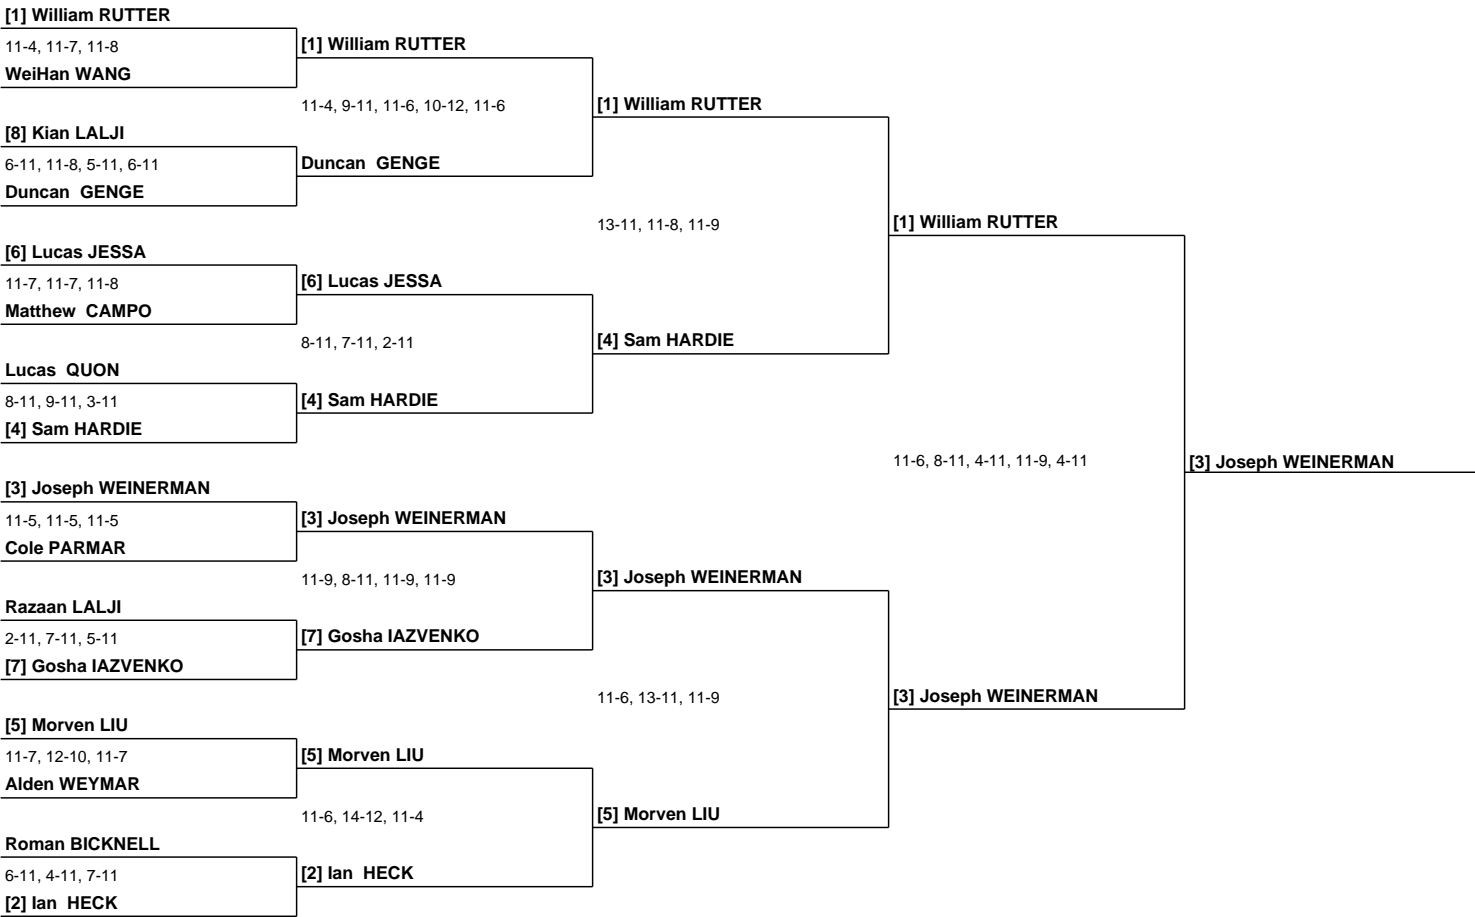 [1] William RUTTER
11-4, 11-7, 11-8
WeiHan WANG
[8] Kian LALJI
6-11, 11-8, 5-11, 6-11
Duncan  GENGE
[6] Lucas JESSA
11-7, 11-7, 11-8
Matthew  CAMPO
Lucas  QUON
8-11, 9-11, 3-11
[4] Sam HARDIE
[3] Joseph WEINERMAN
11-5, 11-5, 11-5
Cole PARMAR
Razaan LALJI
2-11, 7-11, 5-11
[7] Gosha IAZVENKO
[5] Morven LIU
11-7, 12-10, 11-7
Alden WEYMAR
Roman BICKNELL
6-11, 4-11, 7-11
[2] Ian  HECK
[1] William RUTTER
11-4, 9-11, 11-6, 10-12, 11-6
Duncan  GENGE
[6] Lucas JESSA
8-11, 7-11, 2-11
[4] Sam HARDIE
[3] Joseph WEINERMAN
11-9, 8-11, 11-9, 11-9
[7] Gosha IAZVENKO
[5] Morven LIU
11-6, 14-12, 11-4
[2] Ian  HECK
[1] William RUTTER
13-11, 11-8, 11-9
[4] Sam HARDIE
[3] Joseph WEINERMAN
11-6, 13-11, 11-9
[5] Morven LIU
[1] William RUTTER
11-6, 8-11, 4-11, 11-9, 4-11
[3] Joseph WEINERMAN
[3] Joseph WEINERMAN